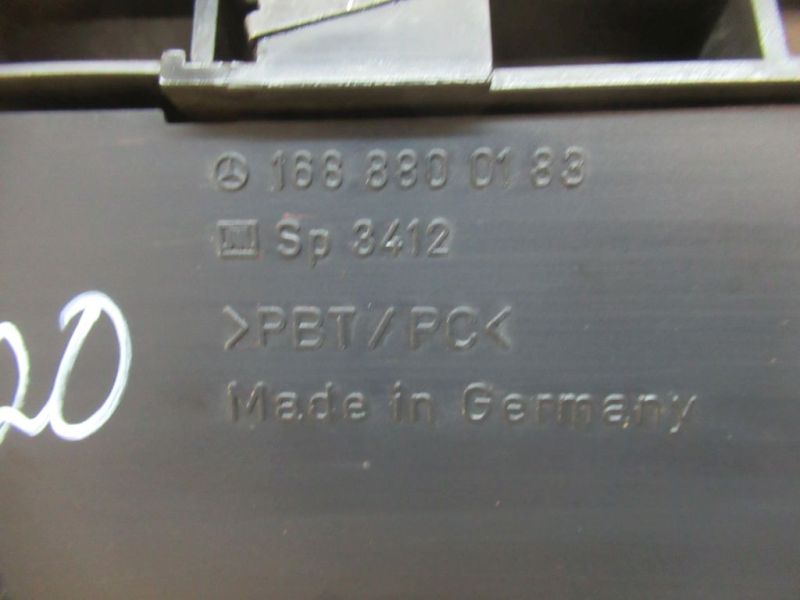 168 880 01 83
Sp 3412
>PBT/PC<
Made in Germany
20